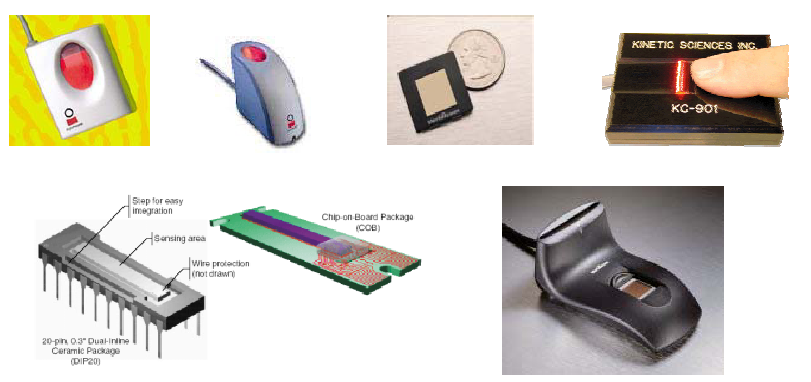 KINETIC SCIENCES INC.
KC-901
Step for easy
integration
Sensing area
Wire protection
(not drawn)
20-pin, 0.3" Dual-Inline
Ceramic Package
(DIP20)
Chip-on-Board Package
(COB)